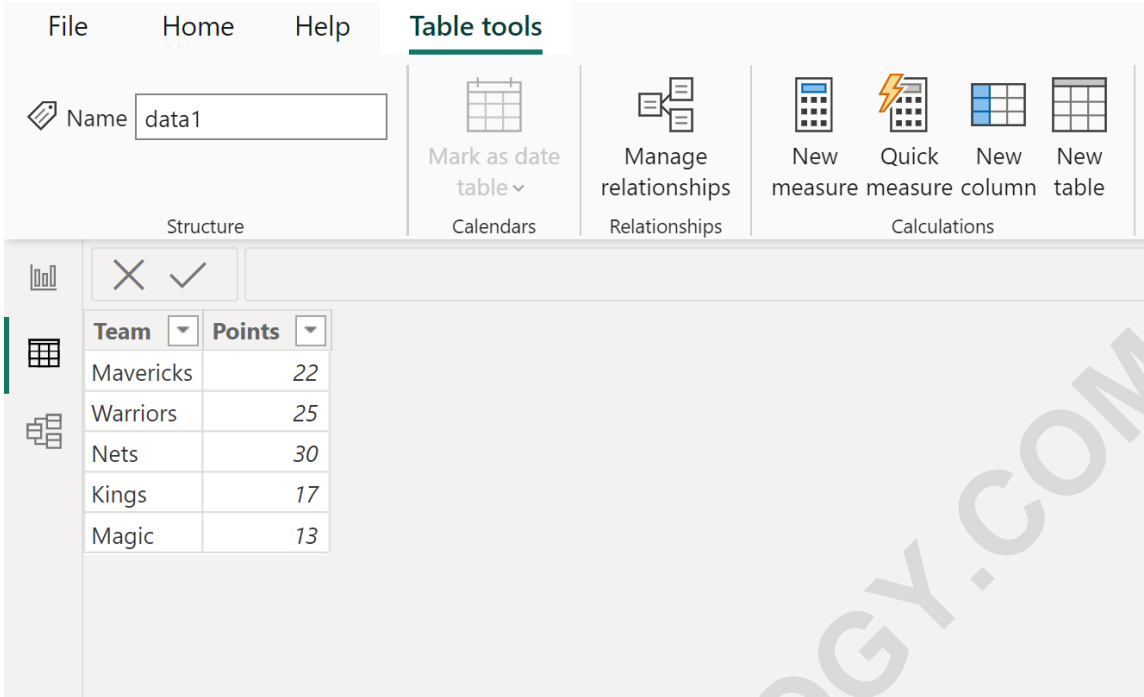 File Home Help Table tools
Name data1
Mark as date table
Manage relationships
New measure
Quick measure
New column
New table
Structure Calendars Relationships Calculations
Team Points
Mavericks 22
Warriors 25
Nets 30
Kings 17
Magic 13
OGY.COM